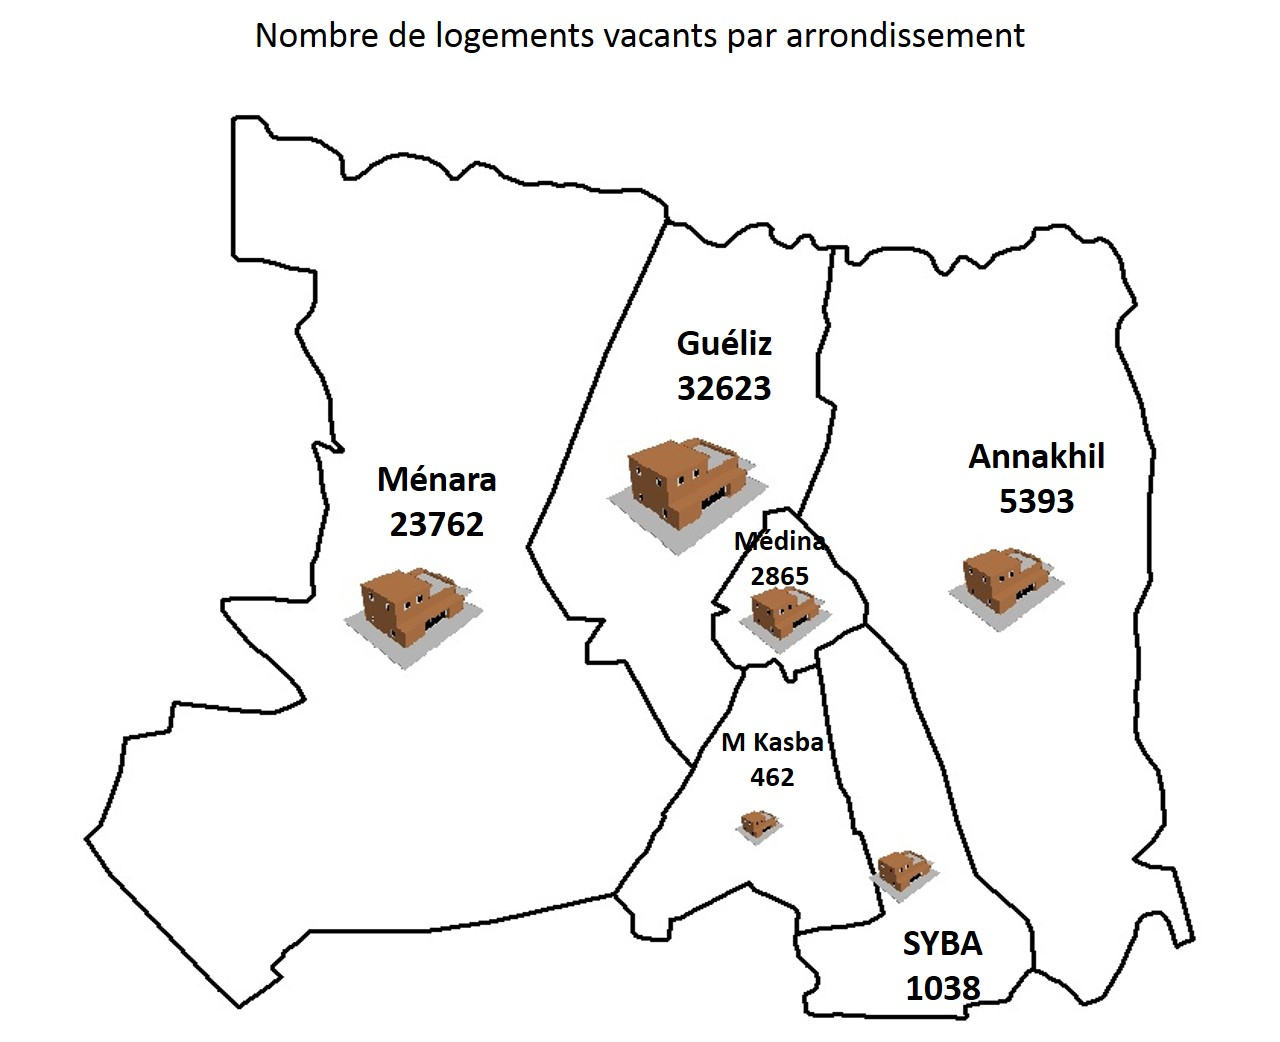 Nombre de logements vacants par arrondissement
Guéliz
32623
Annakhil
5393
Ménara
23762
Médina
2865
M Kasba
462
SYBA
1038